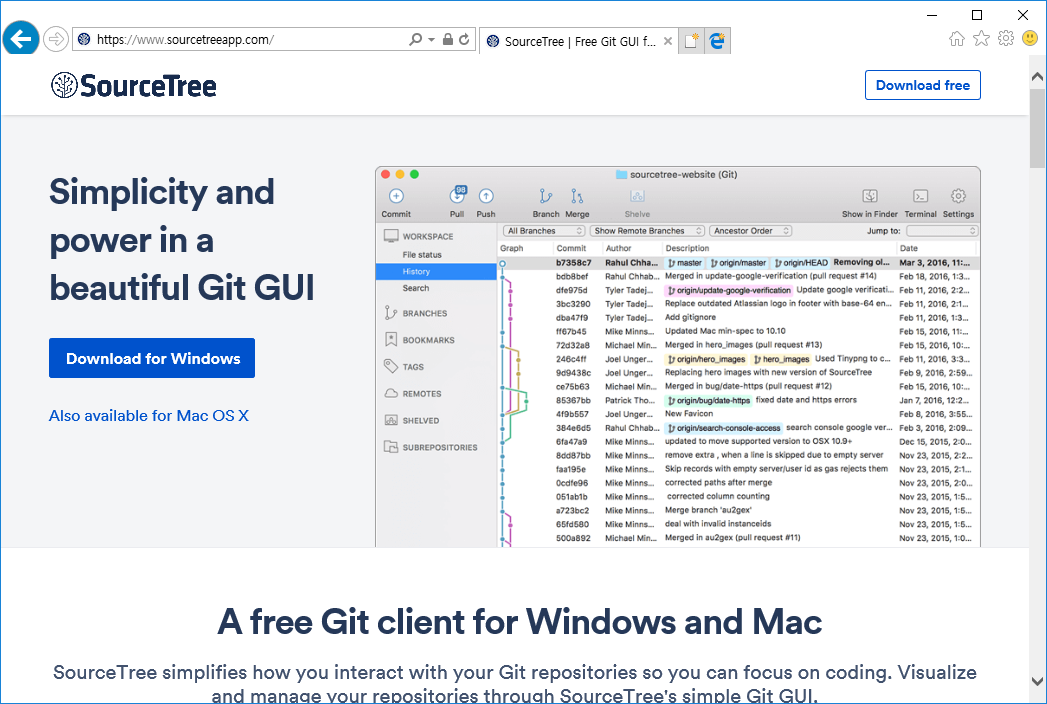 https://www.sourcetreeapp.com/
SourceTree | Free Git GUI f...
SourceTree
Download free
Simplicity and
power in a
beautiful Git GUI
Download for Windows
Also available for Mac OS X
sourcetree-website (Git)
98
Commit Pull Push Branch Merge Shelve Show in Finder Terminal Settings
All Branches Show Remote Branches Ancestor Order Jump to:
WORKSPACE
File status
History
Search
BRANCHES
BOOKMARKS
TAGS
REMOTES
SHELVED
SUBREPOSITORIES
Graph Commit Author Description Date
b7358c7 Rahul Chha... master origin/master origin/HEAD Removing ol... Mar 3, 2016, 11:...
bdb8bef Rahul Chhab... Merged in update-google-verification (pull request #14) Feb 18, 2016, 1:3...
dfe975d Tyler Tadej... origin/update-google-verification Update google verificati... Feb 11, 2016, 2:2...
3bc3290 Tyler Tadej... Replace outdated Atlassian logo in footer with base-64 en... Feb 11, 2016, 2:1...
dba47f9 Tyler Tadej... Add gitignore Feb 11, 2016, 1:3...
ff67b45 Mike Minns... Updated Mac min-spec to 10.10 Feb 15, 2016, 11:...
72d32a8 Michael Min... Merged in hero_images (pull request #13) Feb 15, 2016, 10:...
246c4ff Joel Unger... origin/hero_images hero_images Used Tinypng to c... Feb 11, 2016, 3:3...
9d9438c Joel Unger... Replacing hero images with new version of SourceTree Feb 9, 2016, 2:59...
ce75b63 Michael Min... Merged in bug/date-https (pull request #12) Feb 15, 2016, 10:...
85367bb Patrick Tho... origin/bug/date-https fixed date and https errors Jan 7, 2016, 12:2...
4f9b557 Joel Unger... New Favicon Feb 8, 2016, 3:55...
384e6d5 Rahul Chhab... origin/search-console-access search console google ver... Feb 3, 2016, 2:09...
6fa47a9 Mike Minns... updated to move supported version to OSX 10.9+ Dec 15, 2015, 2:0...
8dd87bb Mike Minns... remove extra , when a line is skipped due to empty server Nov 23, 2015, 2:2...
faa195e Mike Minns... Skip records with empty server/user id as gas rejects them Nov 23, 2015, 2:1...
0cdfe96 Mike Minns... corrected paths after merge Nov 23, 2015, 2:0...
051ab1b Mike Minns... corrected column counting Nov 23, 2015, 1:5...
a723bc2 Mike Minns... Merge branch 'au2gex' Nov 23, 2015, 1:5...
65fd580 Mike Minns... deal with invalid instanceids Nov 23, 2015, 1:5...
500a892 Michael Min... Merged in au2gex (pull request #11) Nov 23, 2015, 1:0...
A free Git client for Windows and Mac
SourceTree simplifies how you interact with your Git repositories so you can focus on coding. Visualize
and manage your repositories through SourceTree's simple Git GUI.